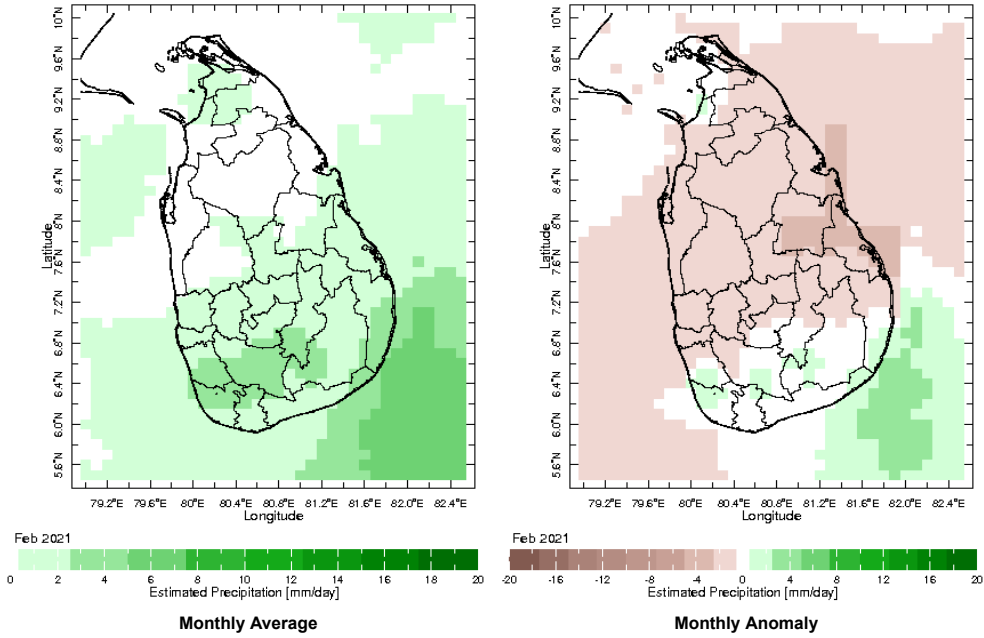 10°N
9.6°N
9.2°N
8.8°N
8.4°N
8°N
7.6°N
7.2°N
6.8°N
6.4°N
6.0°N
5.6°N
Latitude
79.2°E 79.6°E 80°E 80.4°E 80.8°E 81.2°E 81.6°E 82.0°E 82.4°E
Longitude
Feb 2021
0 2 4 6 8 10 12 14 16 18 20
Estimated Precipitation [mm/day]
Monthly Average
10°N
9.6°N
9.2°N
8.8°N
8.4°N
8°N
7.6°N
7.2°N
6.8°N
6.4°N
6.0°N
5.6°N
Latitude
79.2°E 79.6°E 80°E 80.4°E 80.8°E 81.2°E 81.6°E 82.0°E 82.4°E
Longitude
Feb 2021
-20 -16 -12 -8 -4 0 4 8 12 16 20
Estimated Precipitation [mm/day]
Monthly Anomaly